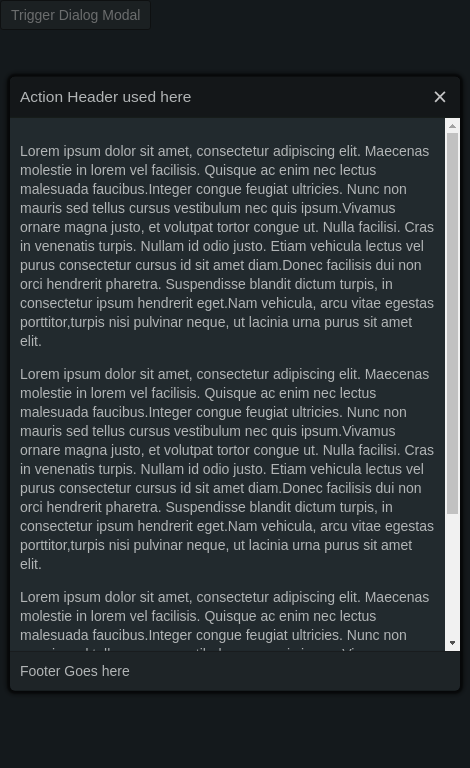 Trigger Dialog Modal
Action Header used here
Lorem ipsum dolor sit amet, consectetur adipiscing elit. Maecenas
molestie in lorem vel facilisis. Quisque ac enim nec lectus
malesuada faucibus.Integer congue feugiat ultricies. Nunc non
mauris sed tellus cursus vestibulum nec quis ipsum.Vivamus
ornare magna justo, et volutpat tortor congue ut. Nulla facilisi. Cras
in venenatis turpis. Nullam id odio justo. Etiam vehicula lectus vel
purus consectetur cursus id sit amet diam.Donec facilisis dui non
orci hendrerit pharetra. Suspendisse blandit dictum turpis, in
consectetur ipsum hendrerit eget.Nam vehicula, arcu vitae egestas
porttitor,turpis nisi pulvinar neque, ut lacinia urna purus sit amet
elit.
Lorem ipsum dolor sit amet, consectetur adipiscing elit. Maecenas
molestie in lorem vel facilisis. Quisque ac enim nec lectus
malesuada faucibus.Integer congue feugiat ultricies. Nunc non
mauris sed tellus cursus vestibulum nec quis ipsum.Vivamus
ornare magna justo, et volutpat tortor congue ut. Nulla facilisi. Cras
in venenatis turpis. Nullam id odio justo. Etiam vehicula lectus vel
purus consectetur cursus id sit amet diam.Donec facilisis dui non
orci hendrerit pharetra. Suspendisse blandit dictum turpis, in
consectetur ipsum hendrerit eget.Nam vehicula, arcu vitae egestas
porttitor,turpis nisi pulvinar neque, ut lacinia urna purus sit amet
elit.
Lorem ipsum dolor sit amet, consectetur adipiscing elit. Maecenas
molestie in lorem vel facilisis. Quisque ac enim nec lectus
malesuada faucibus.Integer congue feugiat ultricies. Nunc non
Footer Goes here